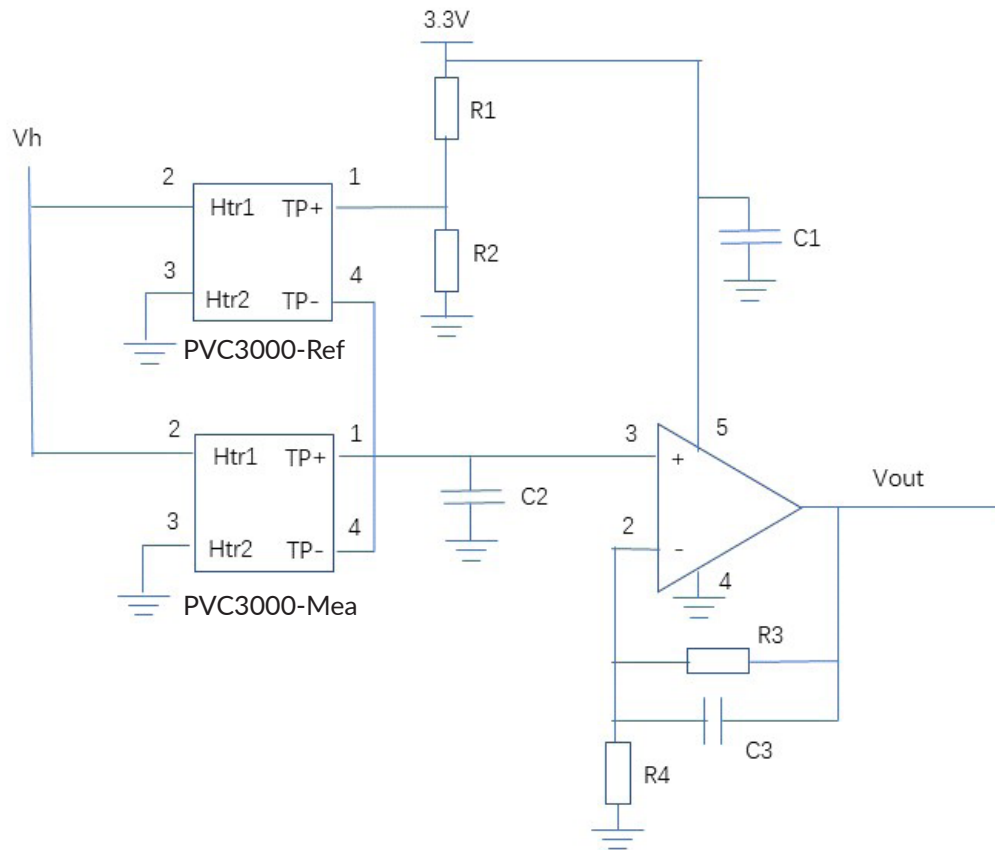 3.3V
R1
Vh
2
1
Htr1
TP+
R2
C1
3
4
Htr2
TP-
PVC3000-Ref
2
1
3
5
Htr1
TP+
+
Vout
C2
3
4
2
Htr2
TP-
-
4
PVC3000-Mea
R3
C3
R4